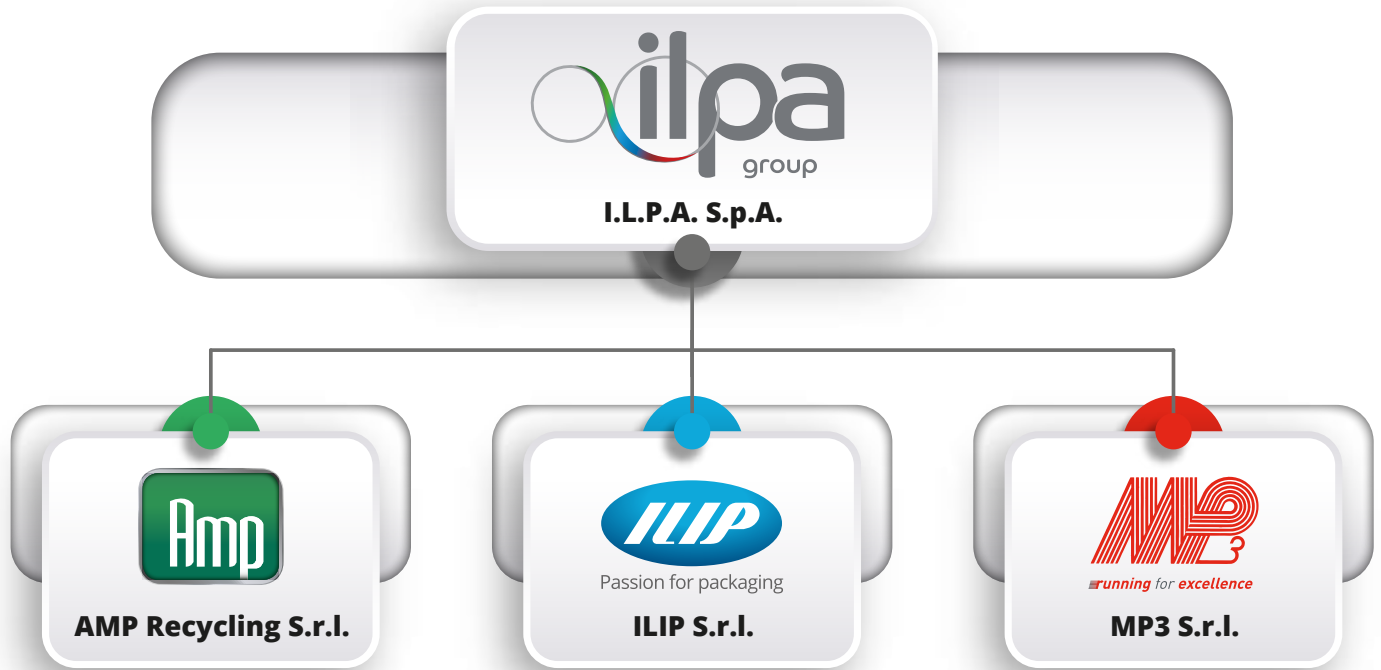 ilpa
group
I.L.P.A. S.p.A.
Amp
AMP Recycling S.r.l.
ILIP
Passion for packaging
ILIP S.r.l.
MP3
running for excellence
MP3 S.r.l.